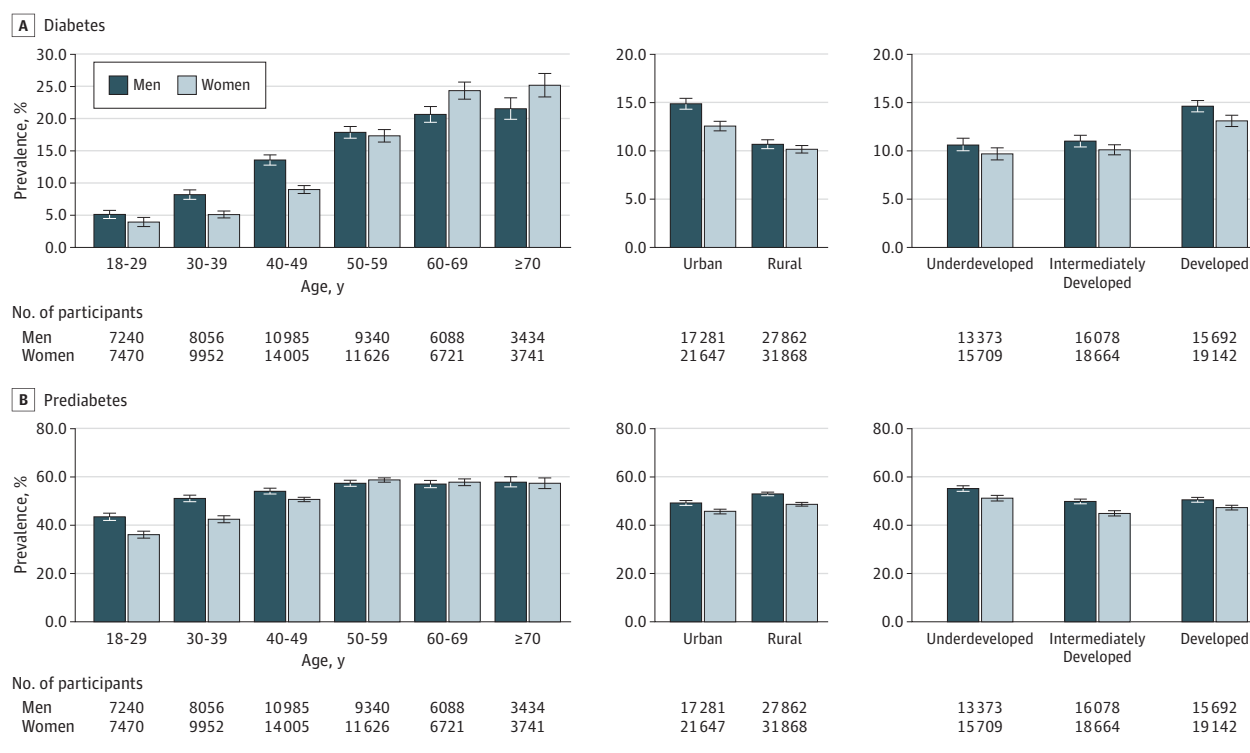 A Diabetes
30.0
25.0
20.0
15.0
10.0
5.0
0.0
Prevalence, %
Men Women
18-29 30-39 40-49 50-59 60-69 ≥70
Age, y
20.0
15.0
10.0
5.0
0.0
Urban Rural
20.0
15.0
10.0
5.0
0.0
Underdeveloped Intermediately Developed
Developed
No. of participants
Men 7240 8056 10985 9340 6088 3434 17281 27862 13373 16078 15692
Women 7470 9952 14005 11626 6721 3741 21647 31868 15709 18664 19142
B Prediabetes
80.0
60.0
40.0
20.0
0.0
Prevalence, %
18-29 30-39 40-49 50-59 60-69 ≥70
Age, y
80.0
60.0
40.0
20.0
0.0
Urban Rural
80.0
60.0
40.0
20.0
0.0
Underdeveloped Intermediately Developed
Developed
No. of participants
Men 7240 8056 10985 9340 6088 3434 17281 27862 13373 16078 15692
Women 7470 9952 14005 11626 6721 3741 21647 31868 15709 18664 19142